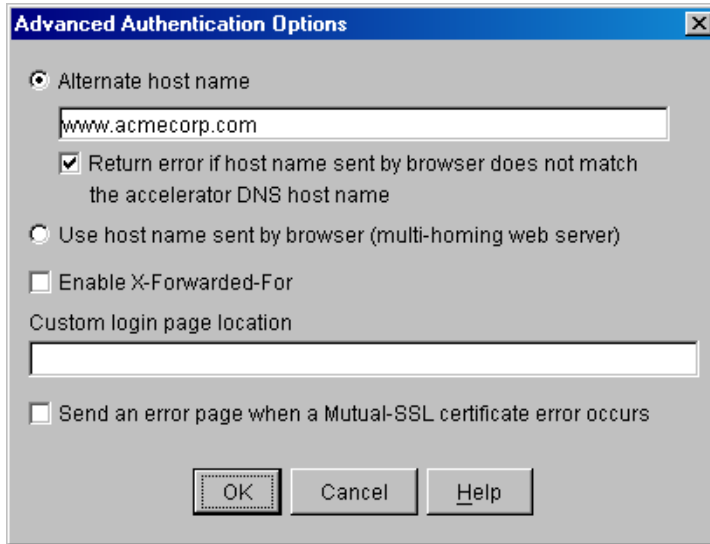 Advanced Authentication Options
Alternate host name
www.acmecorp.com
Return error if host name sent by browser does not match
the accelerator DNS host name
Use host name sent by browser (multi-homing web server)
Enable X-Forwarded-For
Custom login page location
Send an error page when a Mutual-SSL certificate error occurs
OK Cancel Help